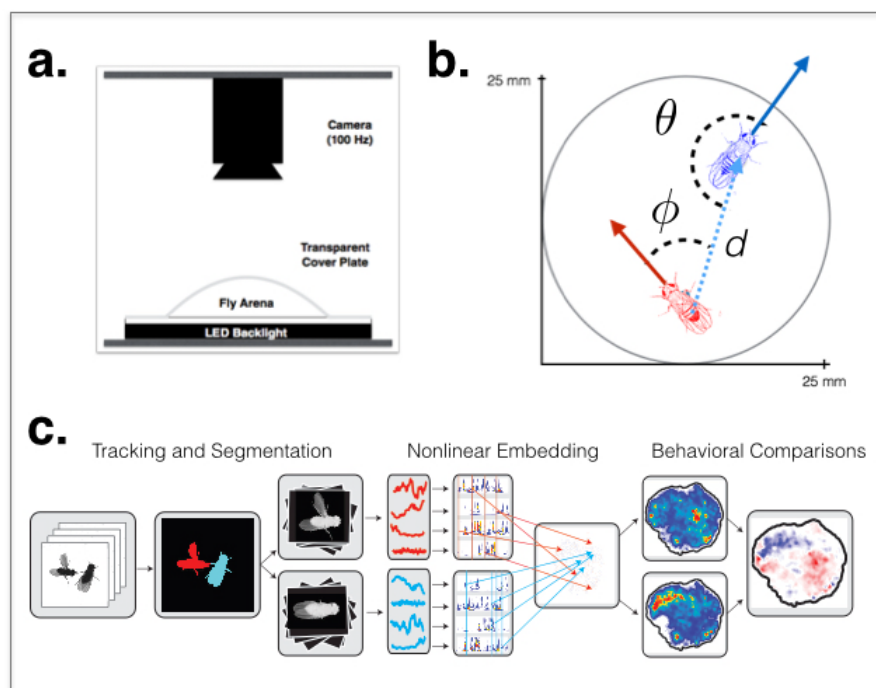 a.
Camera
(100 Hz)
Transparent
Cover Plate
Fly Arena
LED Backlight
b.
25 mm
θ
ϕ
d
25 mm
c.
Tracking and Segmentation
Nonlinear Embedding
Behavioral Comparisons